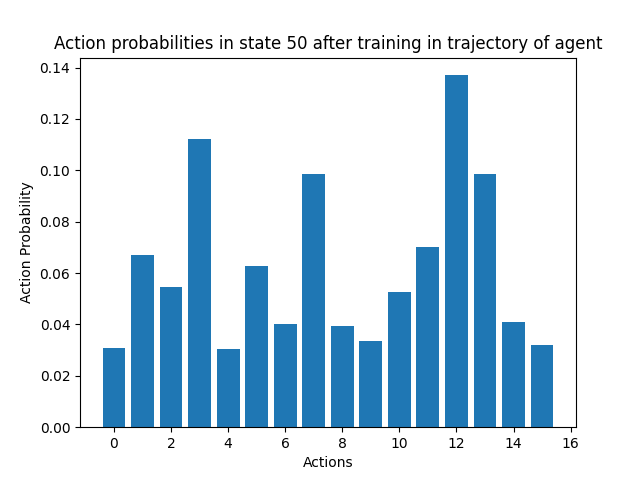 Action probabilities in state 50 after training in trajectory of agent
0.14
0.12
0.10
0.08
0.06
0.04
0.02
0.00
Action Probability
0 2 4 6 8 10 12 14 16
Actions